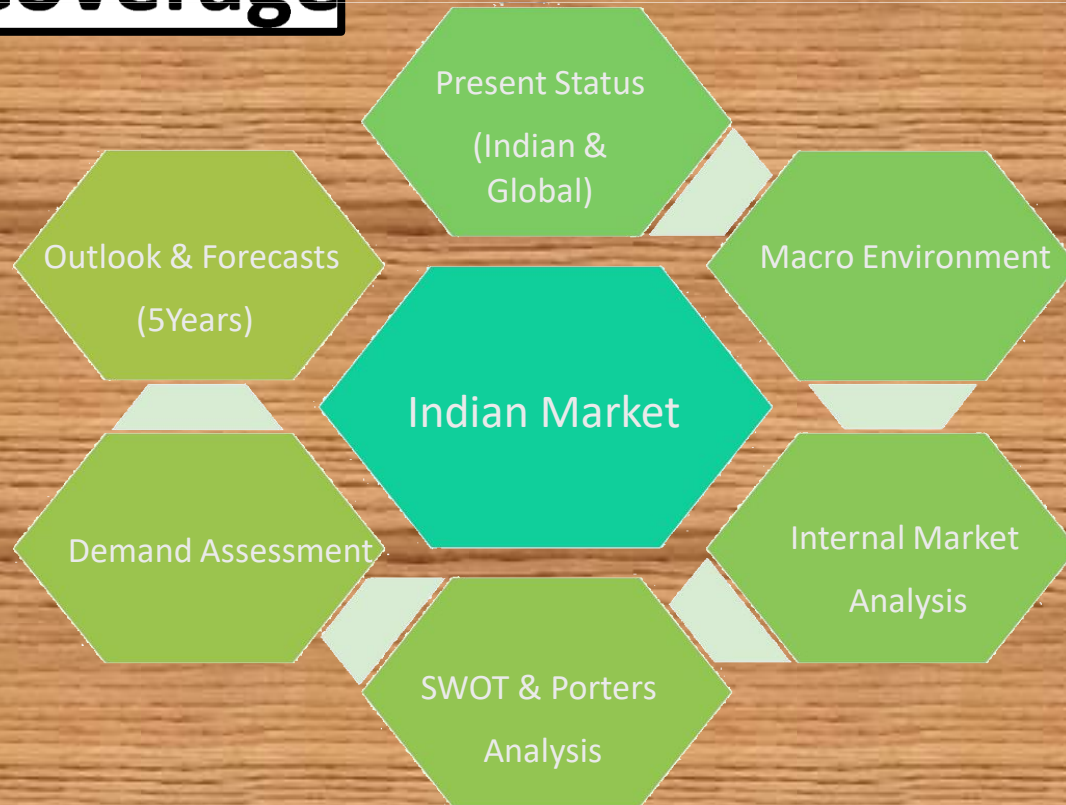 Coverage
Present Status
(Indian &
Global)
Outlook & Forecasts
(5Years)
Macro Environment
Indian Market
Demand Assessment
Internal Market
Analysis
SWOT & Porters
Analysis